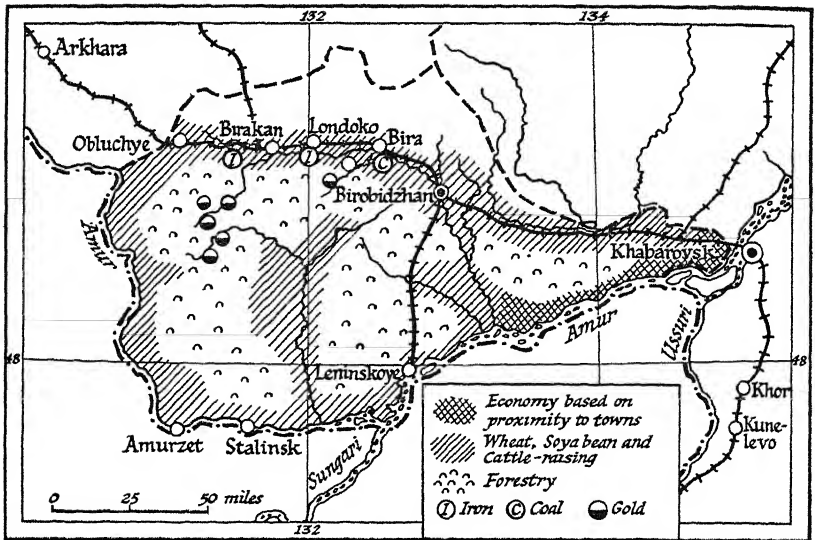 132
134
Arkhara
Obluchye
Birakan
Londoko
Bira
I
I
C
Birobidzhan
Khabarovsk
Amur
Amur
Ussuri
48
48
Leninskoye
Khor
Kune-
levo
Amurzet
Stalinsk
Sungari
Economy based on
proximity to towns
Wheat, Soya bean and
Cattle-raising
Forestry
I Iron C Coal Gold
0 25 50 miles
132